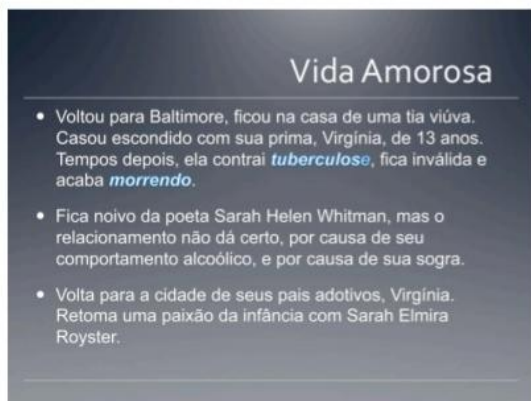 Vida Amorosa
• Voltou para Baltimore, ficou na casa de uma tia viúva.
Casou escondido com sua prima, Virgínia, de 13 anos.
Tempos depois, ela contrai tuberculose, fica inválida e
acaba morrendo.
• Fica noivo da poeta Sarah Helen Whitman, mas o
relacionamento não dá certo, por causa de seu
comportamento alcoólico, e por causa de sua sogra.
• Volta para a cidade de seus pais adotivos, Virgínia.
Retoma uma paixão da infância com Sarah Elmira
Royster.